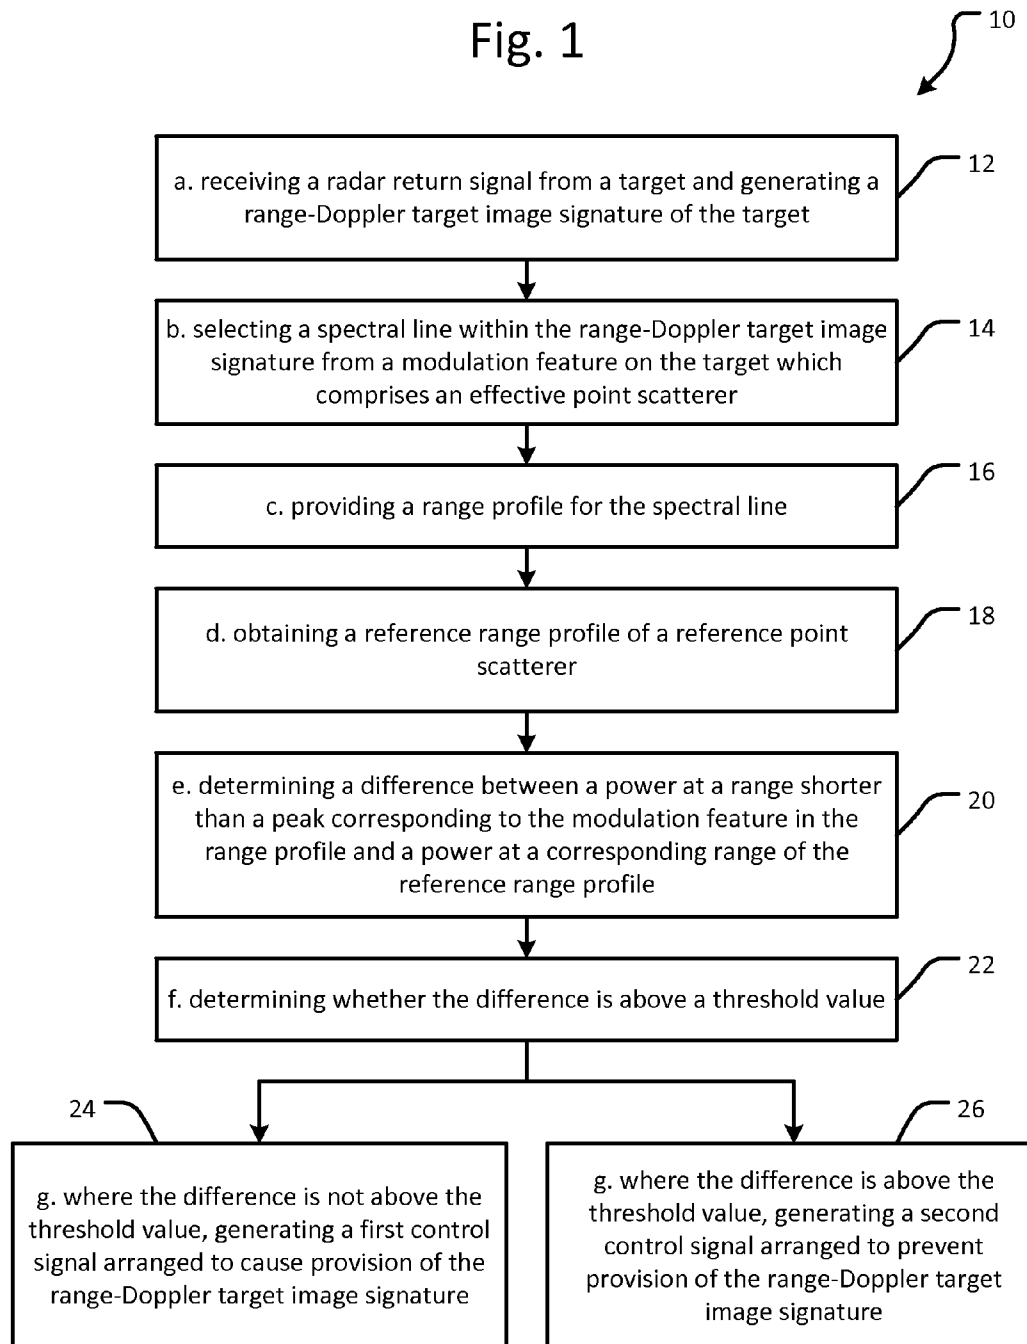 Fig. 1
10
a. receiving a radar return signal from a target and generating a
range-Doppler target image signature of the target
12
b. selecting a spectral line within the range-Doppler target image
signature from a modulation feature on the target which
comprises an effective point scatterer
14
c. providing a range profile for the spectral line
16
d. obtaining a reference range profile of a reference point
scatterer
18
e. determining a difference between a power at a range shorter
than a peak corresponding to the modulation feature in the
range profile and a power at a corresponding range of the
reference range profile
20
f. determining whether the difference is above a threshold value
22
24
g. where the difference is not above the
threshold value, generating a first control
signal arranged to cause provision of the
range-Doppler target image signature
26
g. where the difference is above the
threshold value, generating a second
control signal arranged to prevent
provision of the range-Doppler target
image signature